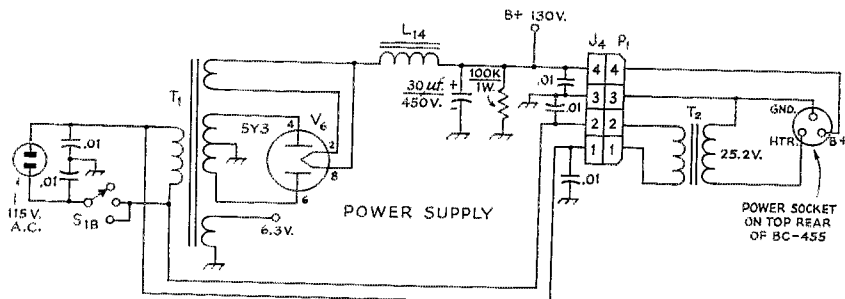 B+ 130V.
L14
J4 P1
T1
5Y3
V6
4
2
8
6
30 µf.
450V.
+
100K
1W.
.01
.01
4 4
3 3
2 2
1 1
.01
T2
25.2V.
GND.
HTR.
B+
.01
.01
115 V.
A.C.
S1B
6.3V.
POWER SUPPLY
POWER SOCKET
ON TOP REAR
OF BC-455